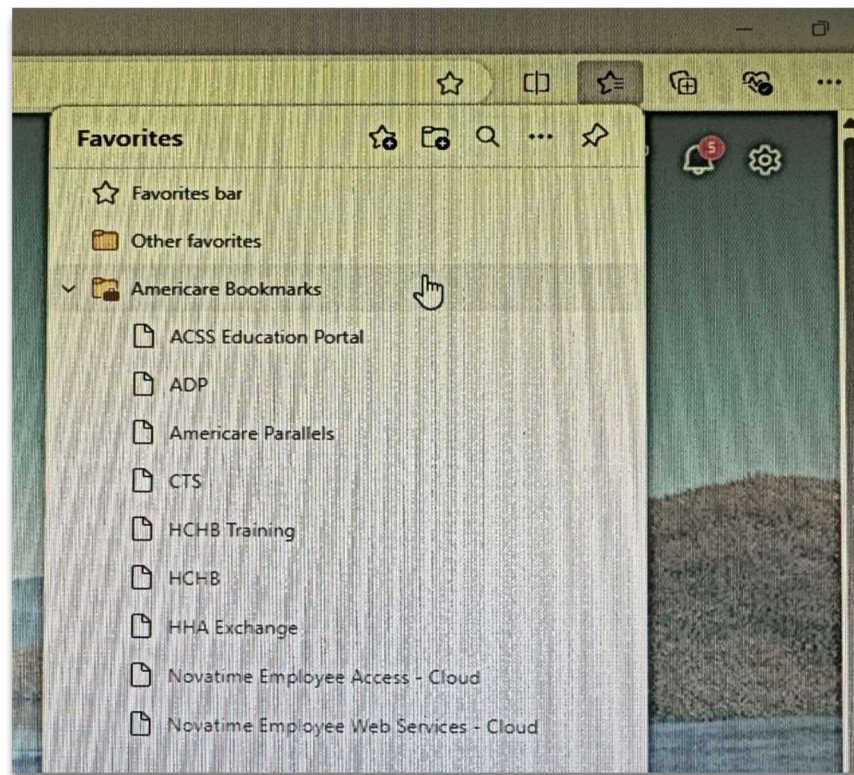 Favorites
5
Favorites bar
Other favorites
Americare Bookmarks
ACSS Education Portal
ADP
Americare Parallels
CTS
HCHB Training
HCHB
HHA Exchange
Novatime Employee Access - Cloud
Novatime Employee Web Services - Cloud